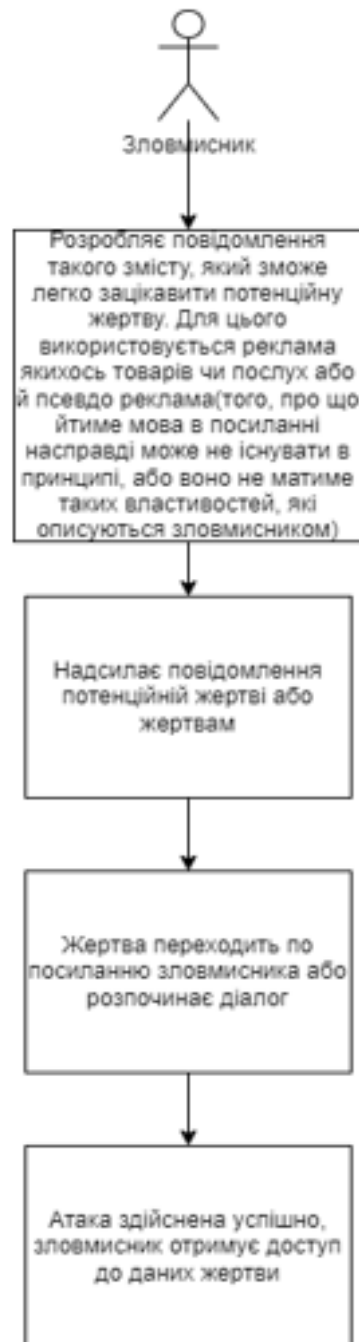 Зловмисник
Розробляє повідомлення
такого змісту, який зможе
легко зацікавити потенційну
жертву. Для цього
використовується реклама
якихось товарів чи послух або
й псевдо реклама(того, про що
йтиме мова в посиланні
насправді може не існувати в
принципі, або воно не матиме
таких властивостей, які
описуються зловмисником)
Надсилає повідомлення
потенційній жертві або
жертвам
Жертва переходить по
посиланню зловмисника або
розпочинає діалог
Атака здійснена успішно,
зловмисник отримує доступ
до даних жертви